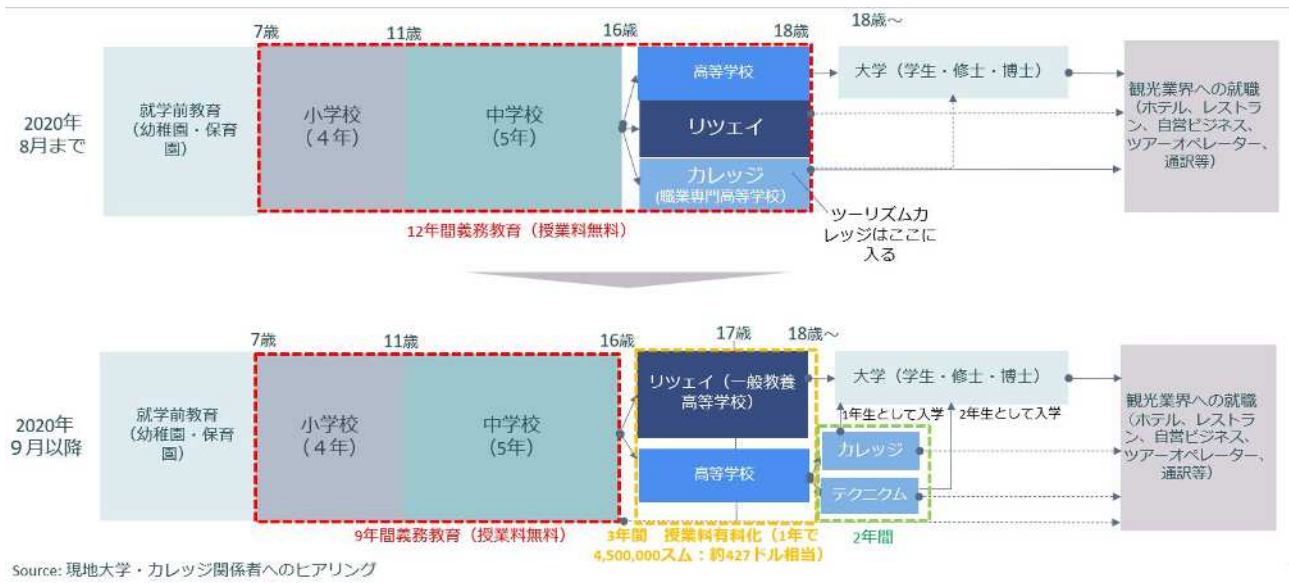 7歳
11歳
16歳
18歳
18歳～
2020年
8月まで
就学前教育
(幼稚園・保育
園)
小学校
(４年)
中学校
(5年)
高等学校
リツェイ
カレッジ
(職業専門高等学校)
大学（学生・修士・博士）
観光業界への就職
(ホテル、レストラ
ン、自営ビジネス、
ツアーオペレーター、
通訳等)
12年間義務教育（授業料無料）
ツーリズムカ
レッジはここに
入る
7歳
11歳
16歳
17歳
18歳～
2020年
９月以降
就学前教育
(幼稚園・保育
園)
小学校
(４年)
中学校
(5年)
リツェイ（一般教養
高等学校）
高等学校
大学（学生・修士・博士）
1年生として入学
2年生として入学
カレッジ
テクニクム
観光業界への就職
(ホテル、レストラ
ン、自営ビジネス、
ツアーオペレーター、
通訳等)
9年間義務教育（授業料無料）
3年間　授業料有料化（1年で
4,500,000スム：約427ドル相当）
2年間
Source: 現地大学・カレッジ関係者へのヒアリング